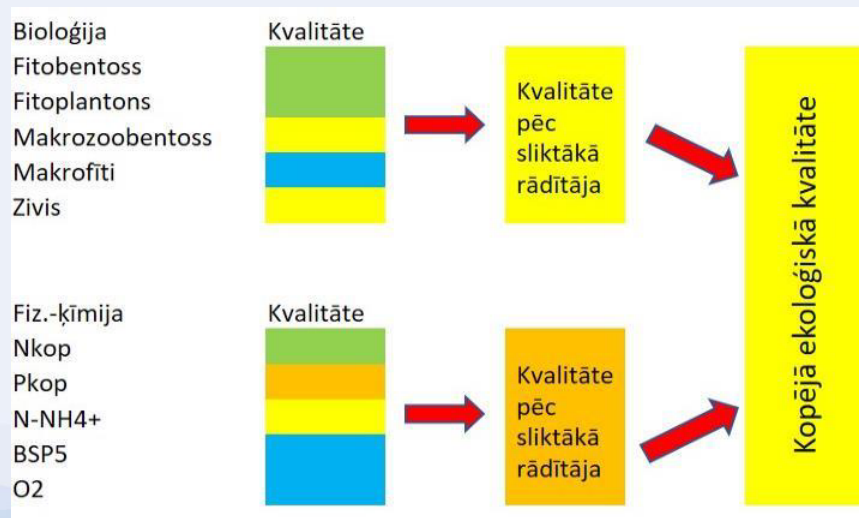 Bioloģija
Kvalitāte
Fitobentoss
Fitoplantons
Makrozoobentoss
Makrofīti
Zivis
Kvalitāte
pēc
sliktākā
rādītāja
Fiz.-ķīmija
Kvalitāte
Nkop
Pkop
N-NH4+
BSP5
O2
Kvalitāte
pēc
sliktākā
rādītāja
Kopējā ekoloģiskā kvalitāte